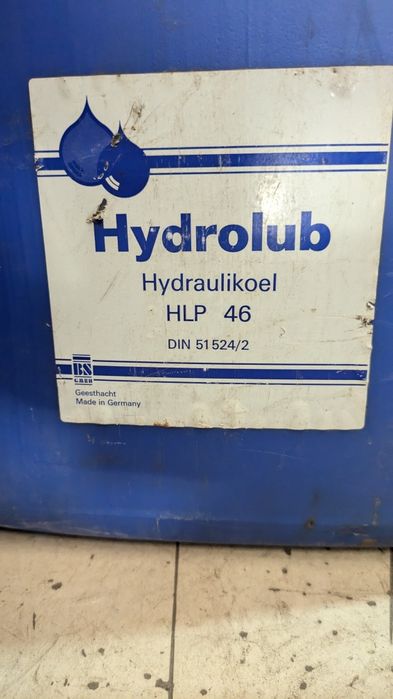 Hydrolub
Hydraulikoel
HLP 46
DIN 51524/2
BS
GMBH
Geesthacht
Made in Germany